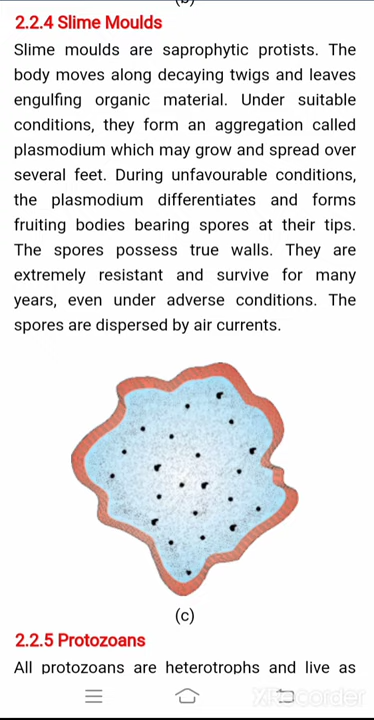 (b)
2.2.4 Slime Moulds
Slime moulds are saprophytic protists. The
body moves along decaying twigs and leaves
engulfing organic material. Under suitable
conditions, they form an aggregation called
plasmodium which may grow and spread over
several feet. During unfavourable conditions,
the plasmodium differentiates and forms
fruiting bodies bearing spores at their tips.
The spores possess true walls. They are
extremely resistant and survive for many
years, even under adverse conditions. The
spores are dispersed by air currents.
(c)
2.2.5 Protozoans
All protozoans are heterotrophs and live as
XRecorder